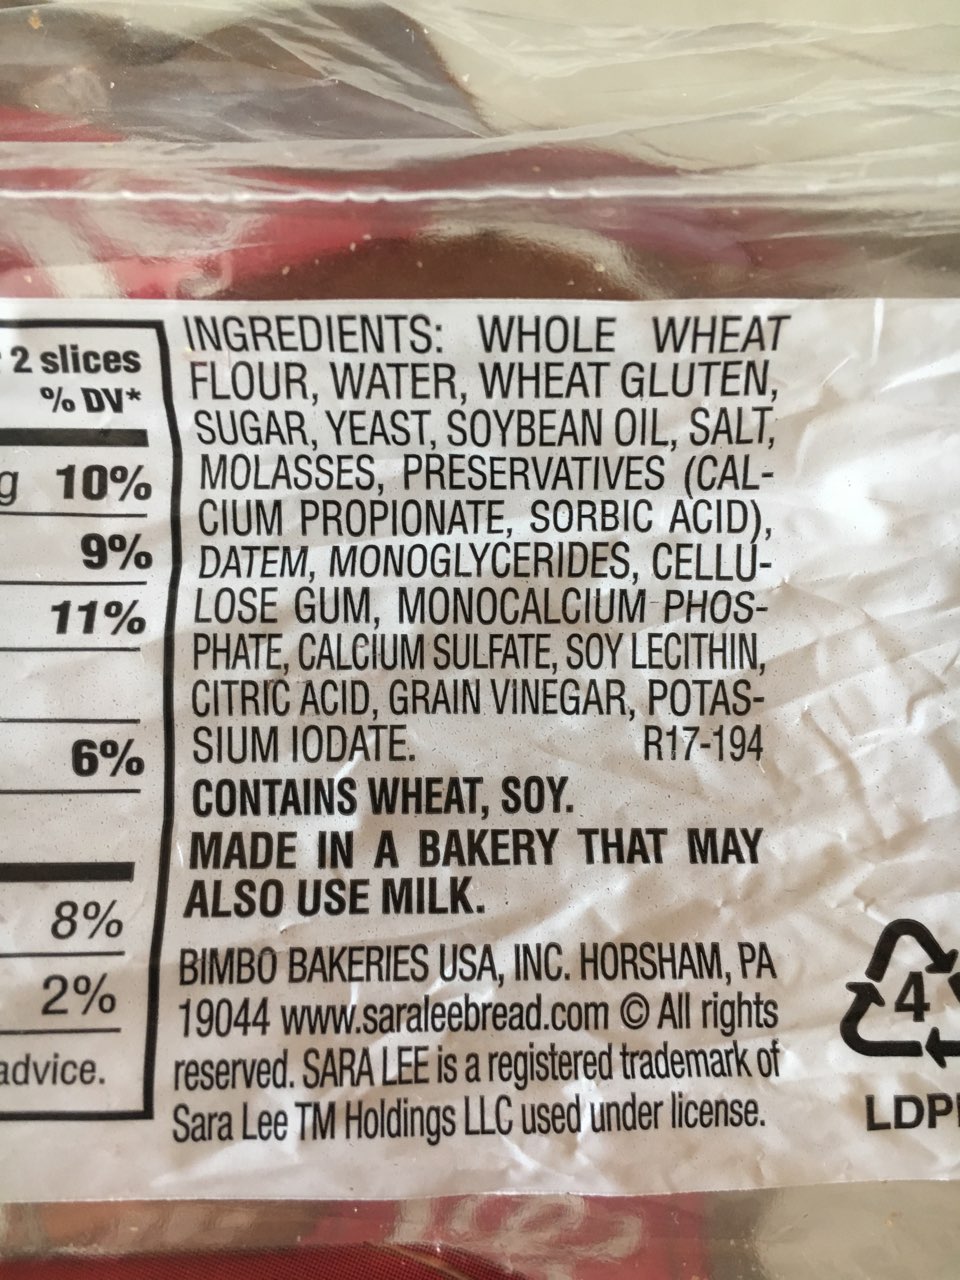 2 slices
% DV*
g 10%
9%
11%
6%
8%
2%
advice.
INGREDIENTS: WHOLE WHEAT
FLOUR, WATER, WHEAT GLUTEN,
SUGAR, YEAST, SOYBEAN OIL, SALT,
MOLASSES, PRESERVATIVES (CAL-
CIUM PROPIONATE, SORBIC ACID),
DATEM, MONOGLYCERIDES, CELLU-
LOSE GUM, MONOCALCIUM PHOS-
PHATE, CALCIUM SULFATE, SOY LECITHIN,
CITRIC ACID, GRAIN VINEGAR, POTAS-
SIUM IODATE. R17-194
CONTAINS WHEAT, SOY.
MADE IN A BAKERY THAT MAY
ALSO USE MILK.
BIMBO BAKERIES USA, INC. HORSHAM, PA
19044 www.saraleebread.com © All rights
reserved. SARA LEE is a registered trademark of
Sara Lee TM Holdings LLC used under license.
4
LDP